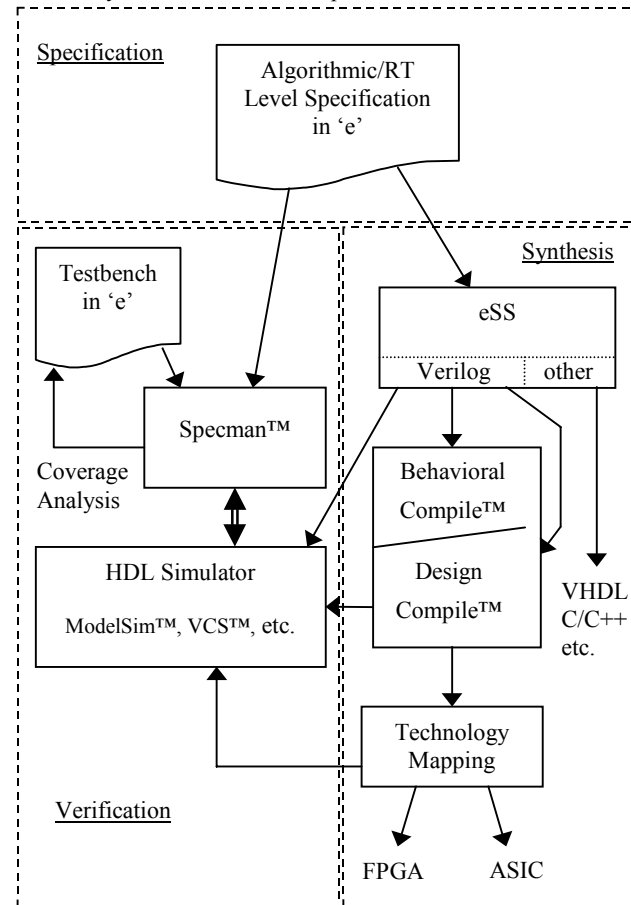 Specification
Algorithmic/RT
Level Specification
in ‘e’
Testbench
in ‘e’
Synthesis
eSS
Verilog
other
Specman™
Coverage
Analysis
Behavioral
Compile™
Design
Compile™
HDL Simulator
ModelSim™, VCS™, etc.
VHDL
C/C++
etc.
Technology
Mapping
Verification
FPGA
ASIC